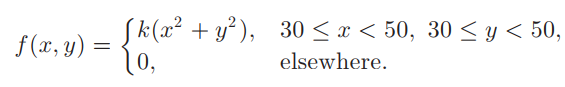 f(x, y) = { k(x² + y²), 30 ≤ x < 50, 30 ≤ y < 50,
0, elsewhere.